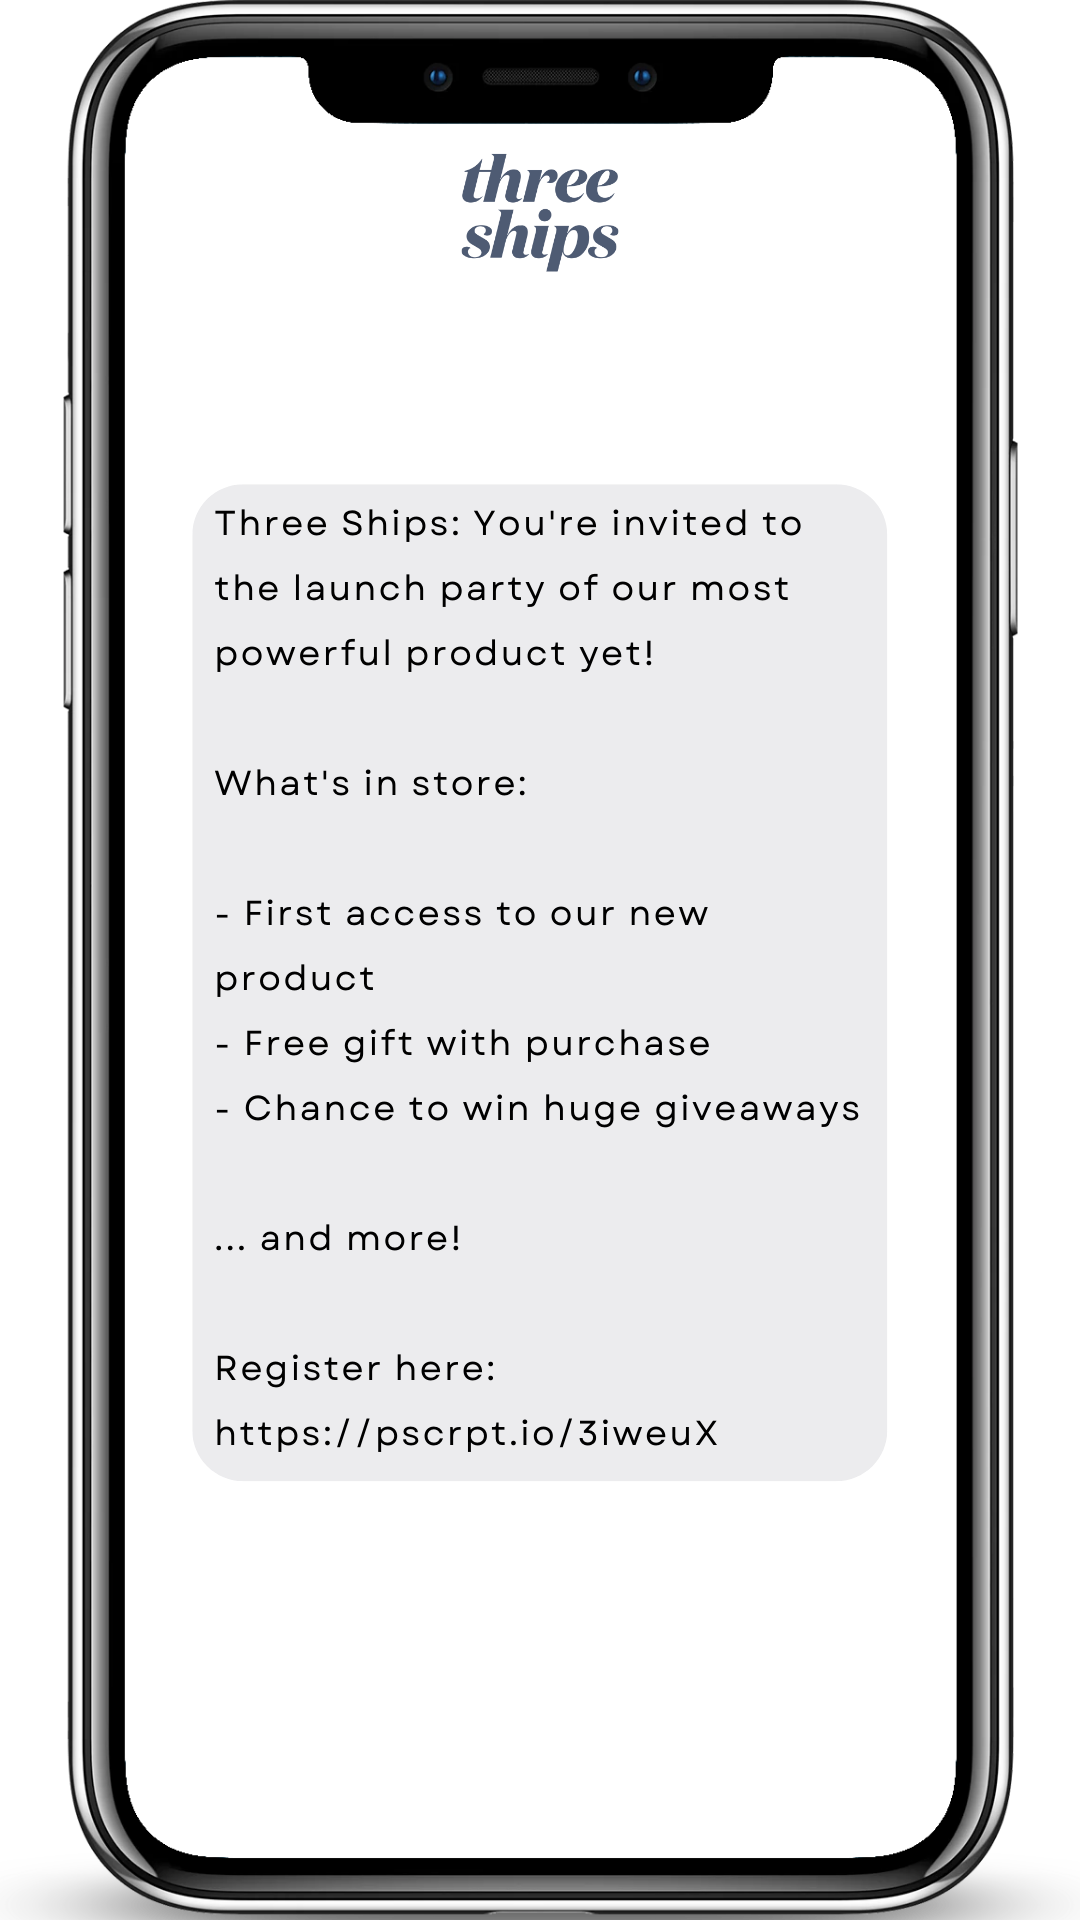 three
ships
Three Ships: You're invited to
the launch party of our most
powerful product yet!
What's in store:
- First access to our new
product
- Free gift with purchase
- Chance to win huge giveaways
... and more!
Register here:
https://pscrpt.io/3iweuX